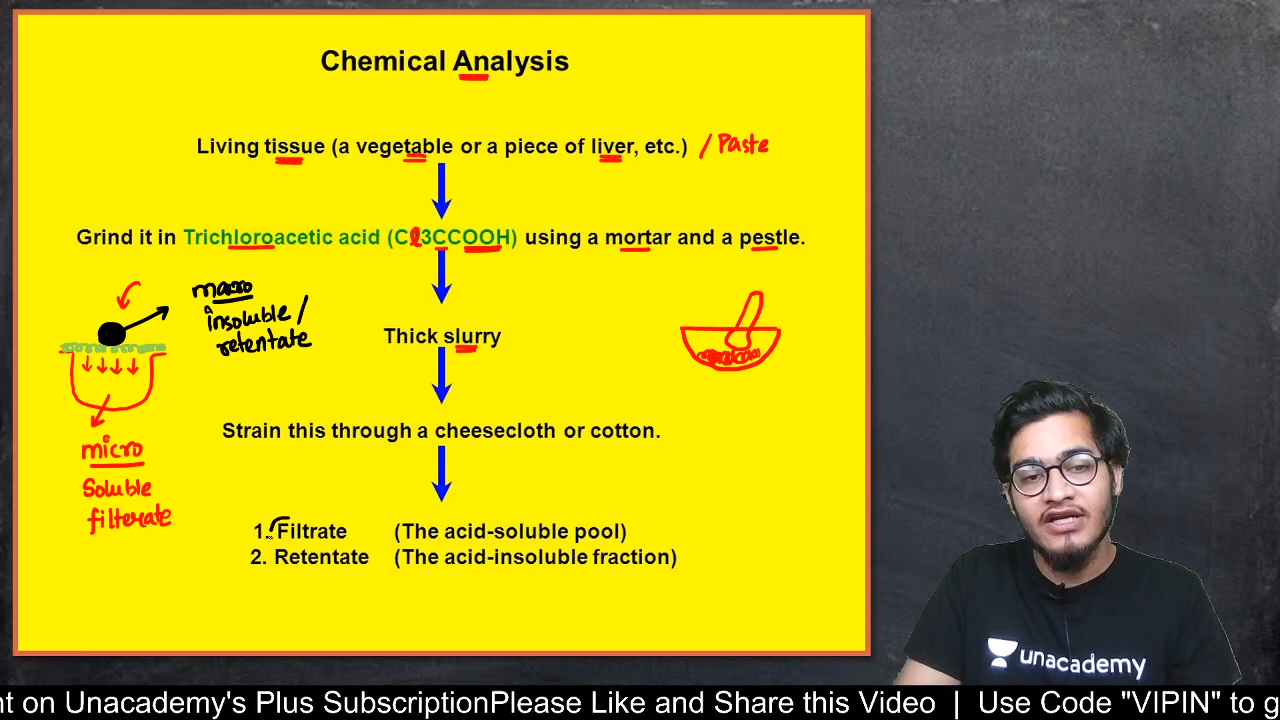 Chemical Analysis
Living tissue (a vegetable or a piece of liver, etc.) / Paste
Grind it in Trichloroacetic acid (Cl3CCOOH) using a mortar and a pestle.
macro
insoluble /
retentate
Thick slurry
Strain this through a cheesecloth or cotton.
micro
Soluble
filterate
1. Filtrate (The acid-soluble pool)
2. Retentate (The acid-insoluble fraction)
unacademy
nt on Unacademy's Plus SubscriptionPlease Like and Share this Video | Use Code "VIPIN" to g